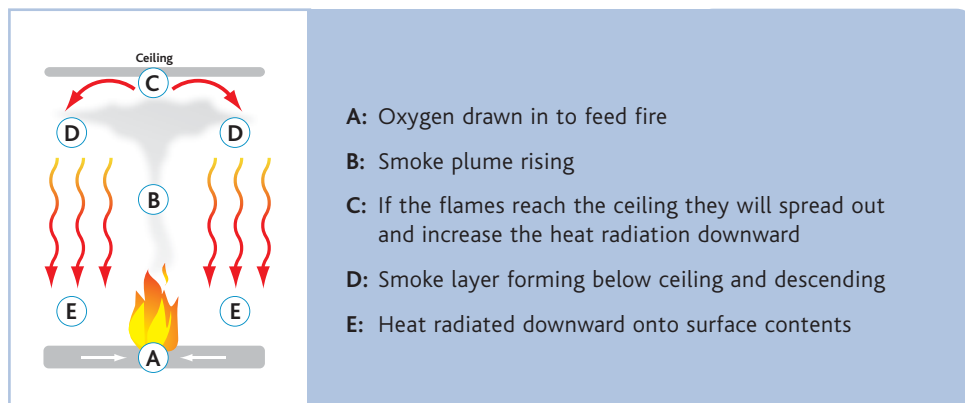 Ceiling
C
D
D
B
E
E
A
A: Oxygen drawn in to feed fire
B: Smoke plume rising
C: If the flames reach the ceiling they will spread out
and increase the heat radiation downward
D: Smoke layer forming below ceiling and descending
E: Heat radiated downward onto surface contents